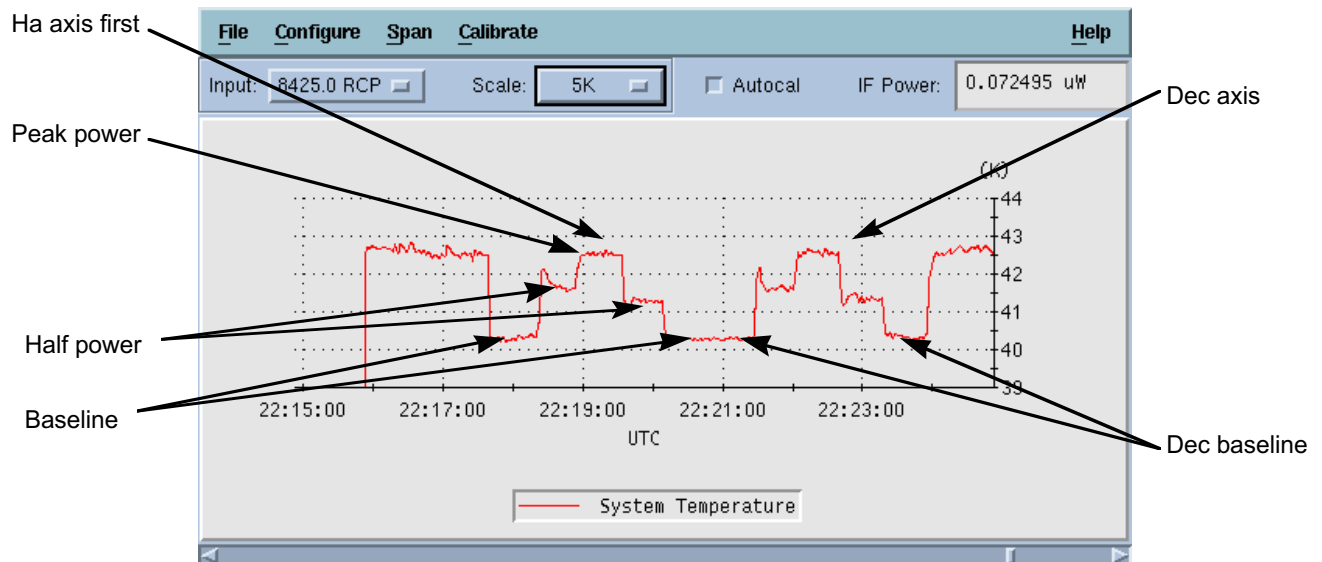 Ha axis first
File Configure Span Calibrate Help
Input: 8425.0 RCP Scale: 5K Autocal IF Power: 0.072495 uW
Dec axis
Peak power
(K)
44
43
42
41
40
39
Half power
Baseline
22:15:00 22:17:00 22:19:00 22:21:00 22:23:00
UTC
Dec baseline
System Temperature